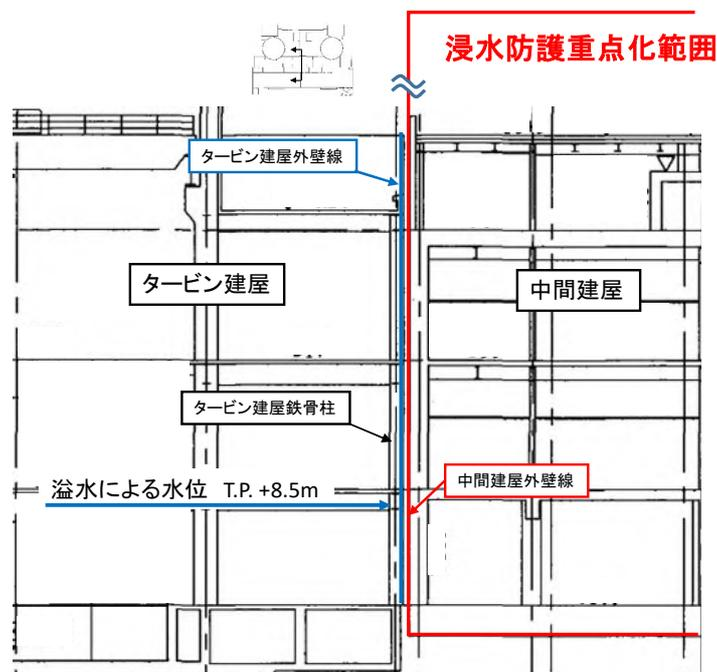 浸水防護重点化範囲
タービン建屋外壁線
タービン建屋
中間建屋
タービン建屋鉄骨柱
溢水による水位 T.P. +8.5m
中間建屋外壁線